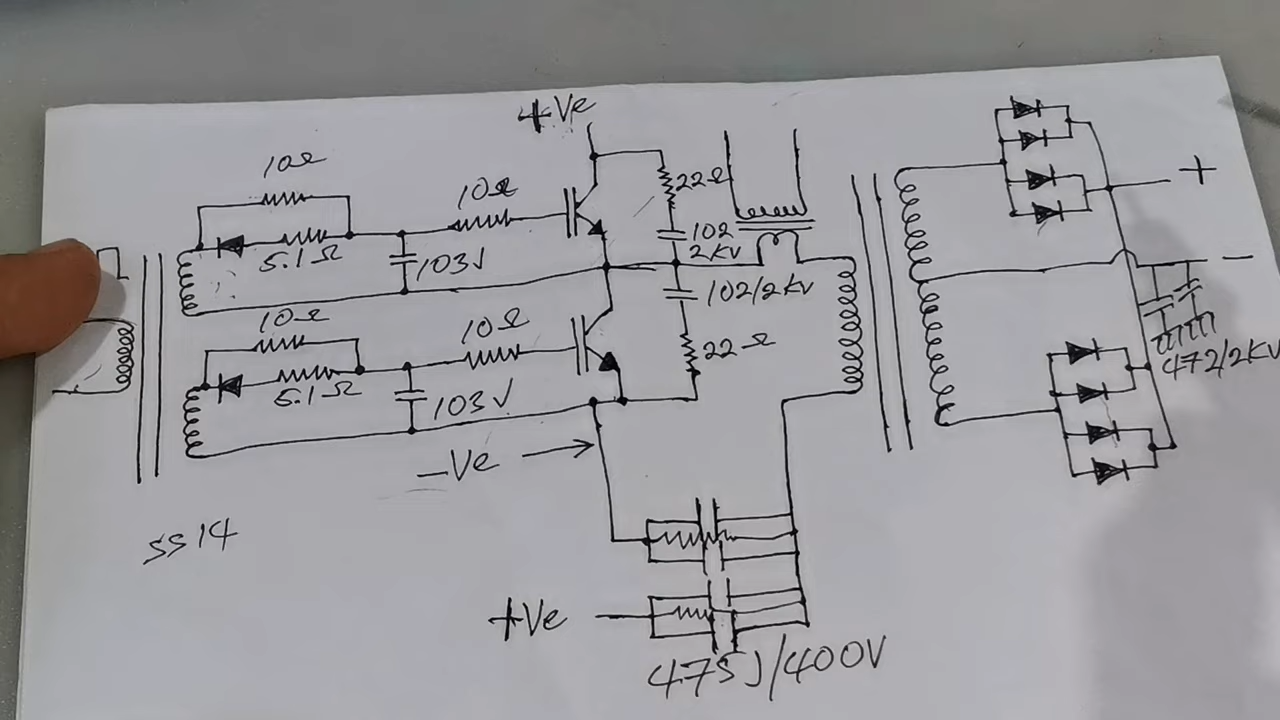 +Ve
10Ω
10Ω
22Ω
+
5.1Ω
103J
102
2KV
102/2KV
-
10Ω
10Ω
22Ω
472/2KV
5.1Ω
103J
-Ve
SS14
+Ve
475J/400V